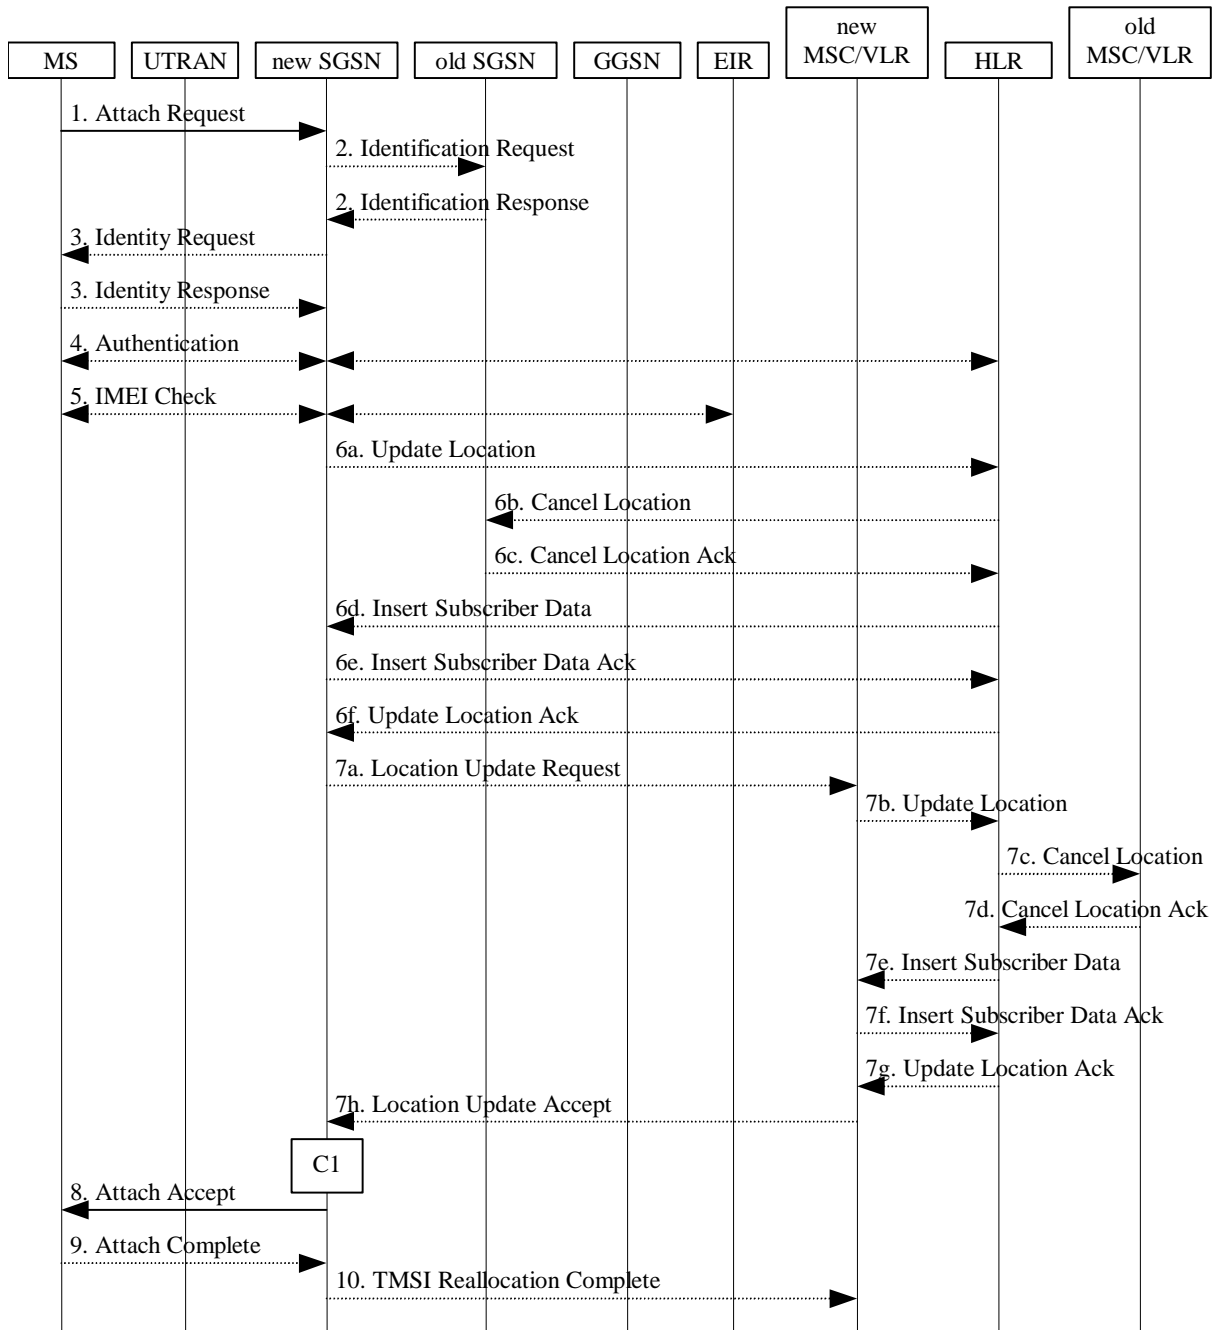 new
old
MS
UTRAN
new SGSN
old SGSN
GGSN
EIR
MSC/VLR
HLR
MSC/VLR
1. Attach Request
2. Identification Request
2. Identification Response
3. Identity Request
3. Identity Response
4. Authentication
5. IMEI Check
6a. Update Location
6b. Cancel Location
6c. Cancel Location Ack
6d. Insert Subscriber Data
6e. Insert Subscriber Data Ack
6f. Update Location Ack
7a. Location Update Request
7b. Update Location
7c. Cancel Location
7d. Cancel Location Ack
7e. Insert Subscriber Data
7f. Insert Subscriber Data Ack
7g. Update Location Ack
7h. Location Update Accept
C1
8. Attach Accept
9. Attach Complete
10. TMSI Reallocation Complete